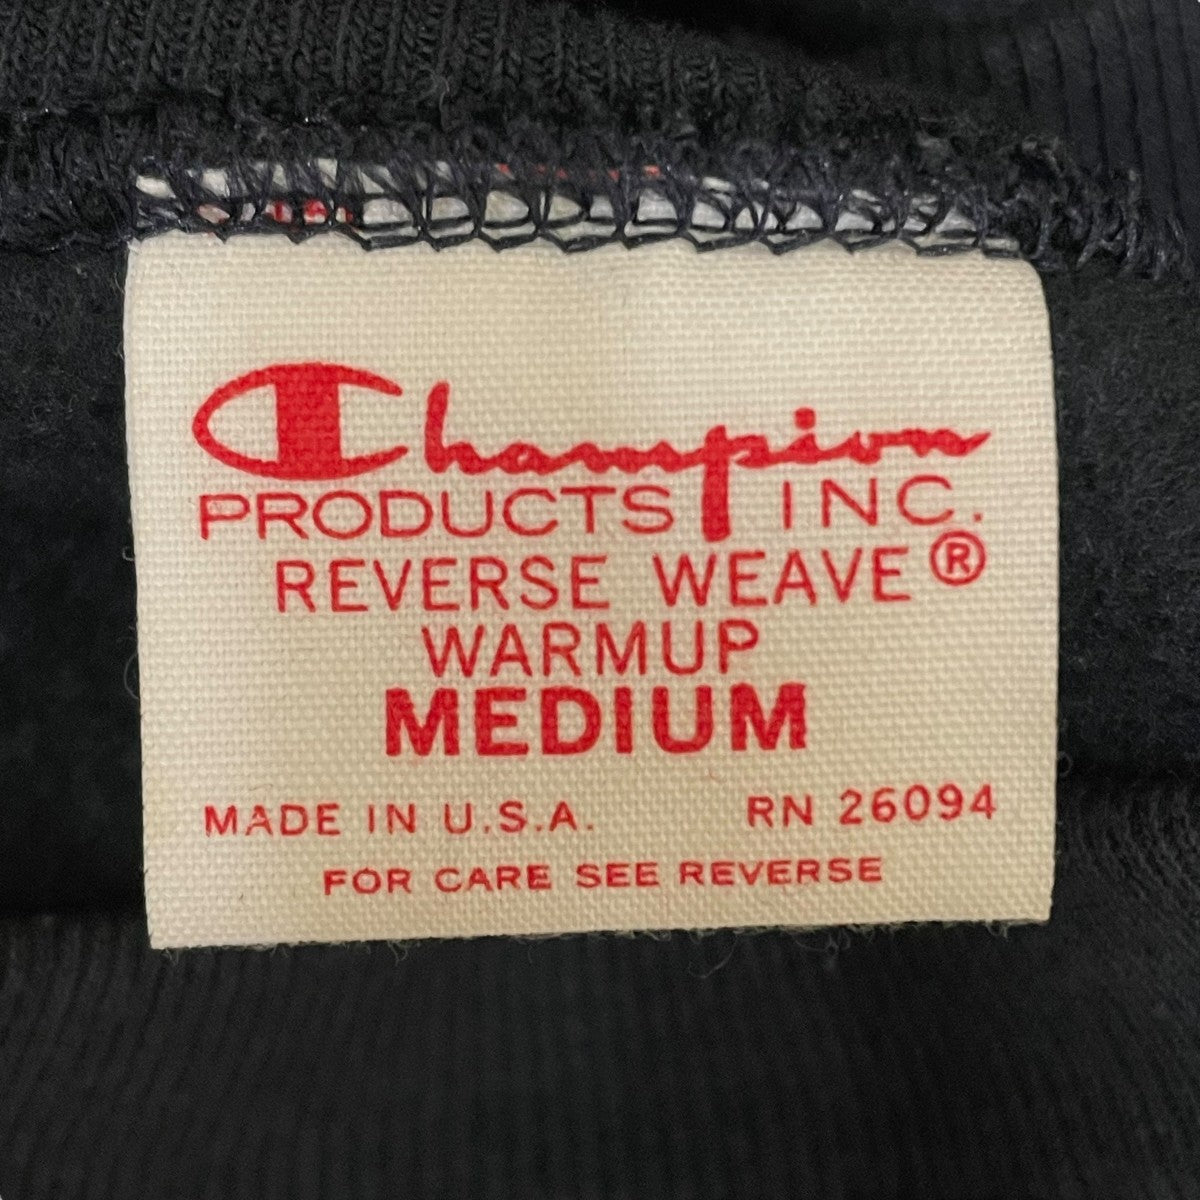 Champion
PRODUCTS INC.
REVERSE WEAVE®
WARMUP
MEDIUM
MADE IN U.S.A. RN 26094
FOR CARE SEE REVERSE